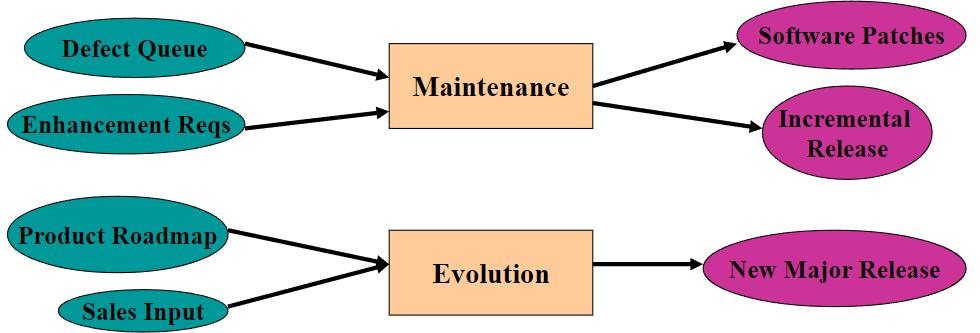 Defect Queue
Enhancement Reqs
Maintenance
Software Patches
Incremental
Release
Product Roadmap
Sales Input
Evolution
New Major Release